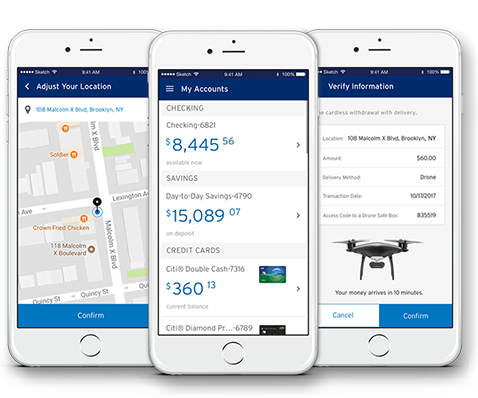 Sketch 9:41 AM 100%
Adjust Your Location
108 Malcolm X Blvd, Brooklyn, NY
Soldier
Malcolm X Blvd
Lexington Ave
Crown Fried Chicken
118 Malcolm
X Boulevard
Malcolm X Blvd
Quincy St
Quincy St
Confirm
Sketch 9:41 AM 100%
My Accounts
CHECKING
Checking-6821
$8,445 56
available now
SAVINGS
Day-to-Day Savings-4790
$15,089 07
on deposit
CREDIT CARDS
Citi® Double Cash-7316
$360 13
current balance
Citi® Diamond Pr...-6789
9:41 AM 100%
Verify Information
cardless withdrawal with delivery.
Location: 108 Malcolm X Blvd, Brooklyn, NY
Amount: $60.00
Delivery Method: Drone
Transaction Date: 10/17/2017
Access Code to a Drone Safe Box: 835519
Your money arrives in 10 minutes.
Cancel
Confirm